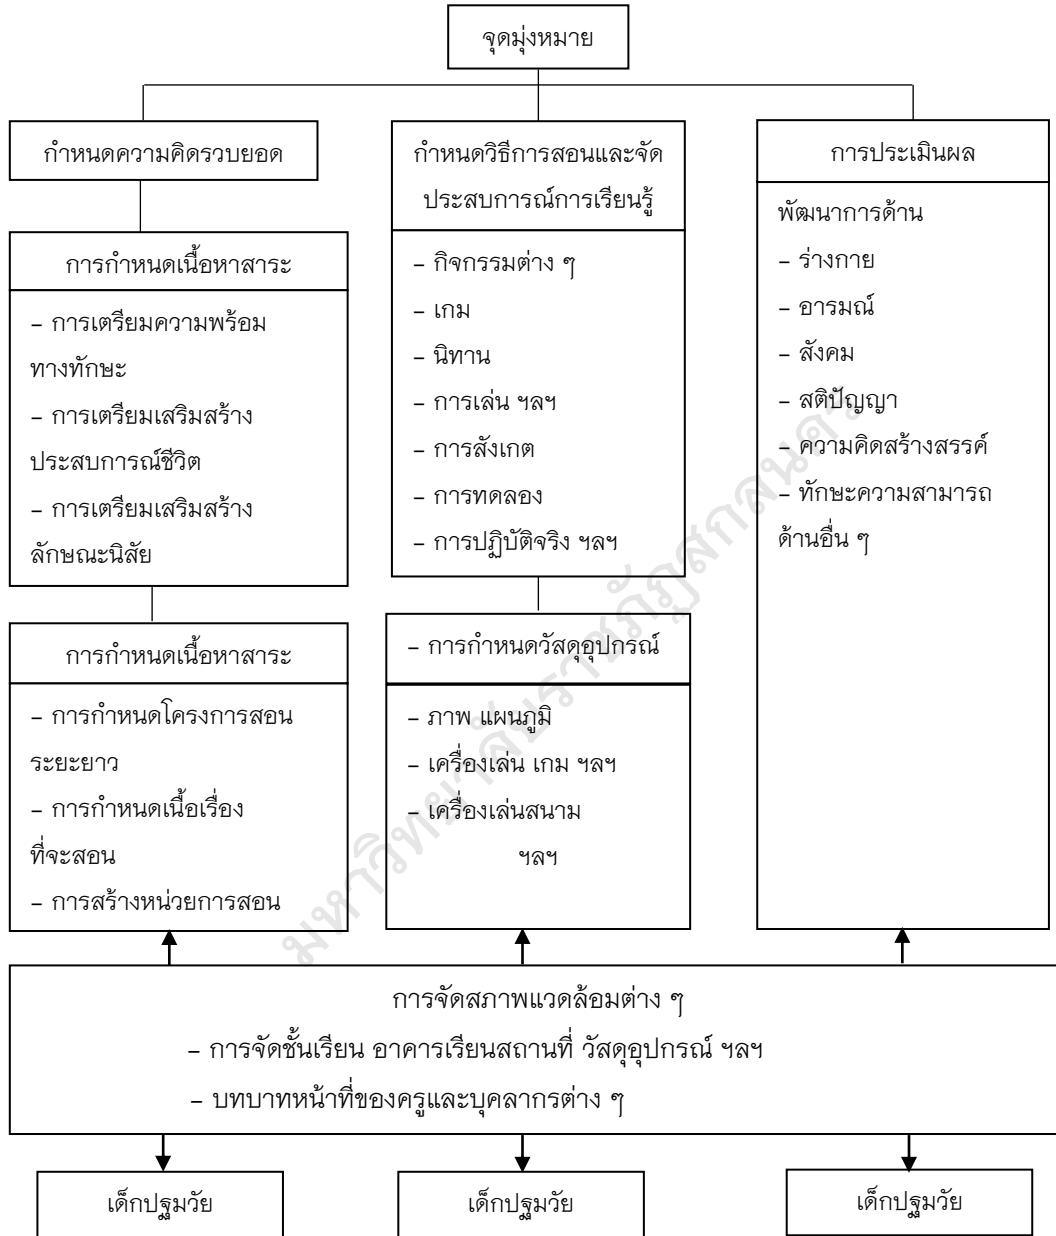 จุดมุ่งหมาย
กำหนดความคิดรวบยอด
การกำหนดเนื้อหาสาระ
– การเตรียมความพร้อม
ทางทักษะ
– การเตรียมเสริมสร้าง
ประสบการณ์ชีวิต
– การเตรียมเสริมสร้าง
ลักษณะนิสัย
การกำหนดเนื้อหาสาระ
– การกำหนดโครงการสอน
ระยะยาว
– การกำหนดเนื้อเรื่อง
ที่จะสอน
– การสร้างหน่วยการสอน
กำหนดวิธีการสอนและจัด
ประสบการณ์การเรียนรู้
– กิจกรรมต่าง ๆ
– เกม
– นิทาน
– การเล่น ฯลฯ
– การสังเกต
– การทดลอง
– การปฏิบัติจริง ฯลฯ
– การกำหนดวัสดุอุปกรณ์
– ภาพ แผนภูมิ
– เครื่องเล่น เกม ฯลฯ
– เครื่องเล่นสนาม
ฯลฯ
การประเมินผล
พัฒนาการด้าน
– ร่างกาย
– อารมณ์
– สังคม
– สติปัญญา
– ความคิดสร้างสรรค์
– ทักษะความสามารถ
ด้านอื่น ๆ
การจัดสภาพแวดล้อมต่าง ๆ
– การจัดชั้นเรียน อาคารเรียนสถานที่ วัสดุอุปกรณ์ ฯลฯ
– บทบาทหน้าที่ของครูและบุคลากรต่าง ๆ
เด็กปฐมวัย
เด็กปฐมวัย
เด็กปฐมวัย
มหาวิทยาลัยราชภัฏสกลนคร